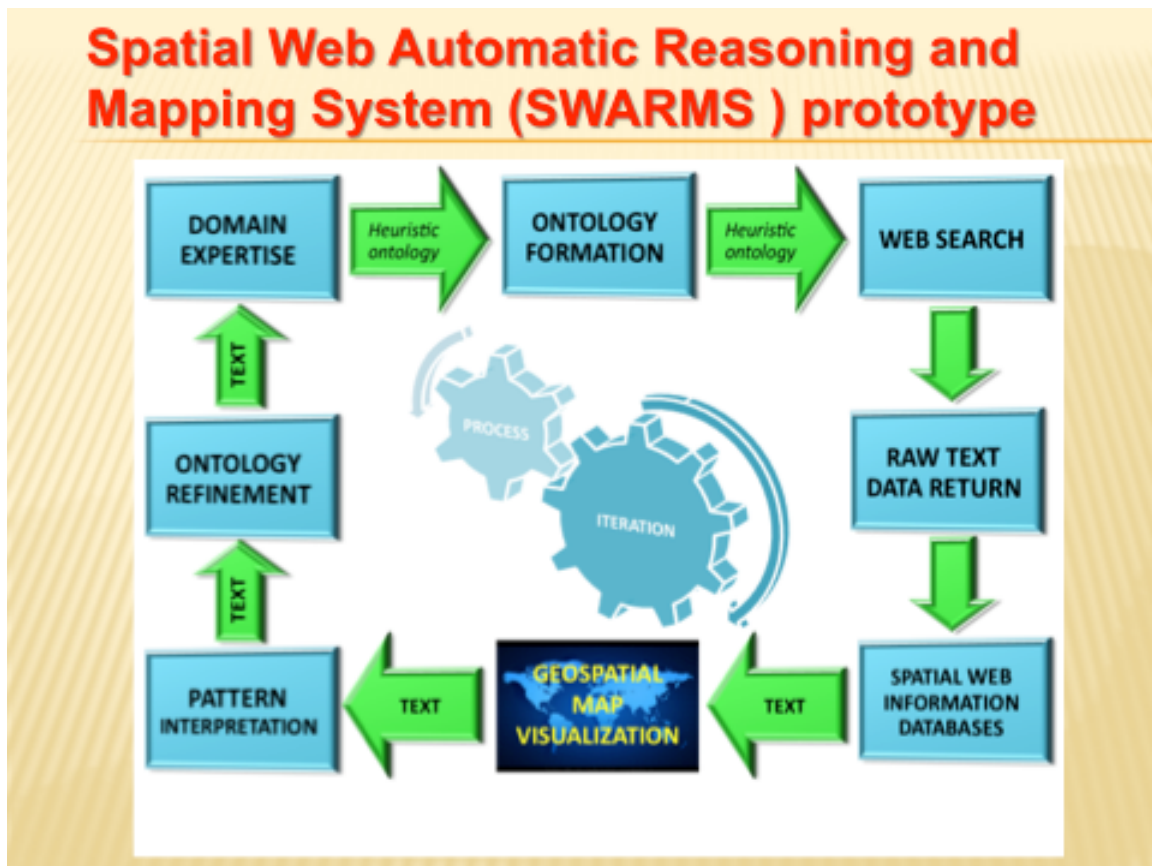 Spatial Web Automatic Reasoning and
Mapping System (SWARMS ) prototype
DOMAIN
EXPERTISE
Heuristic
ontology
ONTOLOGY
FORMATION
Heuristic
ontology
WEB SEARCH
TEXT
PROCESS
ONTOLOGY
REFINEMENT
ITERATION
RAW TEXT
DATA RETURN
TEXT
PATTERN
INTERPRETATION
TEXT
GEOSPATIAL
MAP
VISUALIZATION
TEXT
SPATIAL WEB
INFORMATION
DATABASES